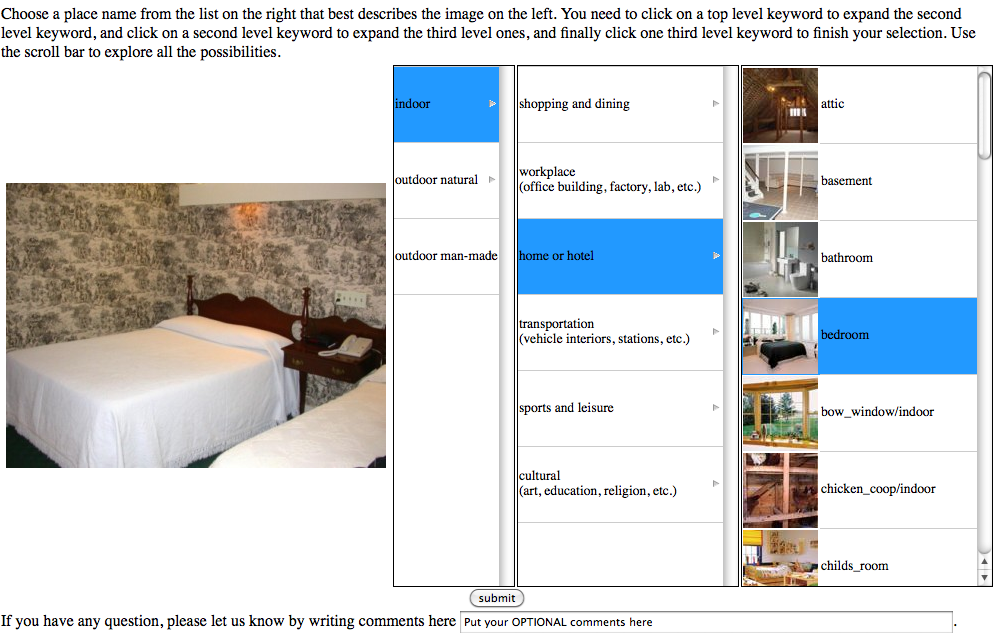 Choose a place name from the list on the right that best describes the image on the left. You need to click on a top level keyword to expand the second
level keyword, and click on a second level keyword to expand the third level ones, and finally click one third level keyword to finish your selection. Use
the scroll bar to explore all the possibilities.
indoor
outdoor natural
outdoor man-made
shopping and dining
workplace
(office building, factory, lab, etc.)
home or hotel
transportation
(vehicle interiors, stations, etc.)
sports and leisure
cultural
(art, education, religion, etc.)
attic
basement
bathroom
bedroom
bow_window/indoor
chicken_coop/indoor
childs_room
submit
If you have any question, please let us know by writing comments here Put your OPTIONAL comments here .